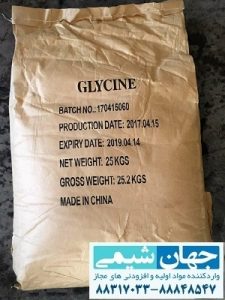 GLYCINE
BATCH NO.:170415060
PRODUCTION DATE: 2017.04.15
EXPIRY DATE: 2019.04.14
NET WEIGHT: 25 KGS
GROSS WEIGHT: 25.2 KGS
MADE IN CHINA
جهان شیمی
واردکننده مواد اولیه و افزودنی های مجاز
۸۸۳۱۷۰۳۳-۸۸۸۴۸۵۴۷